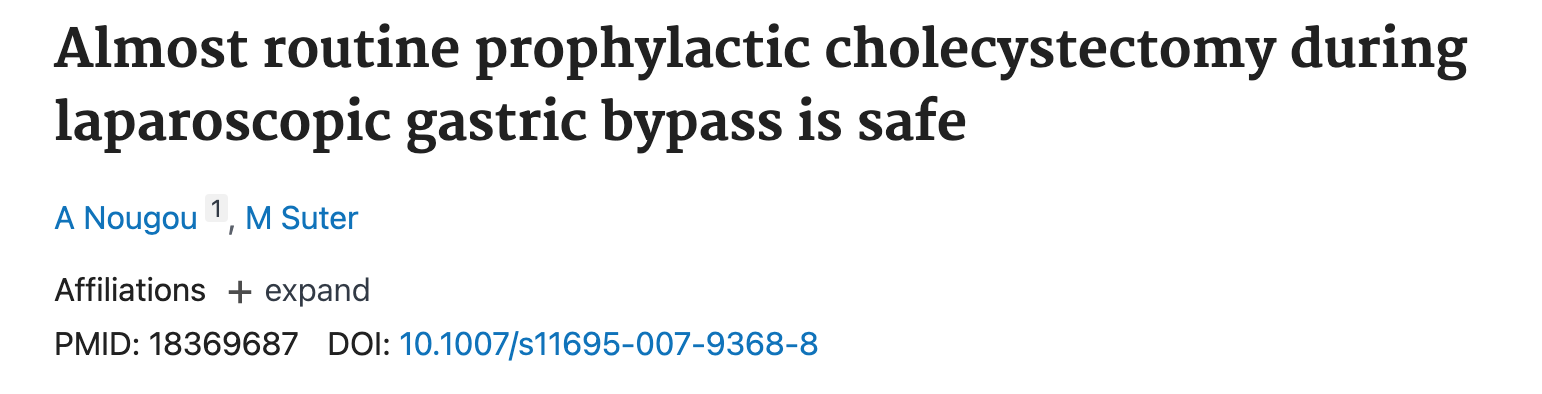 Almost routine prophylactic cholecystectomy during
laparoscopic gastric bypass is safe
A Nougou 1, M Suter
Affiliations + expand
PMID: 18369687 DOI: 10.1007/s11695-007-9368-8